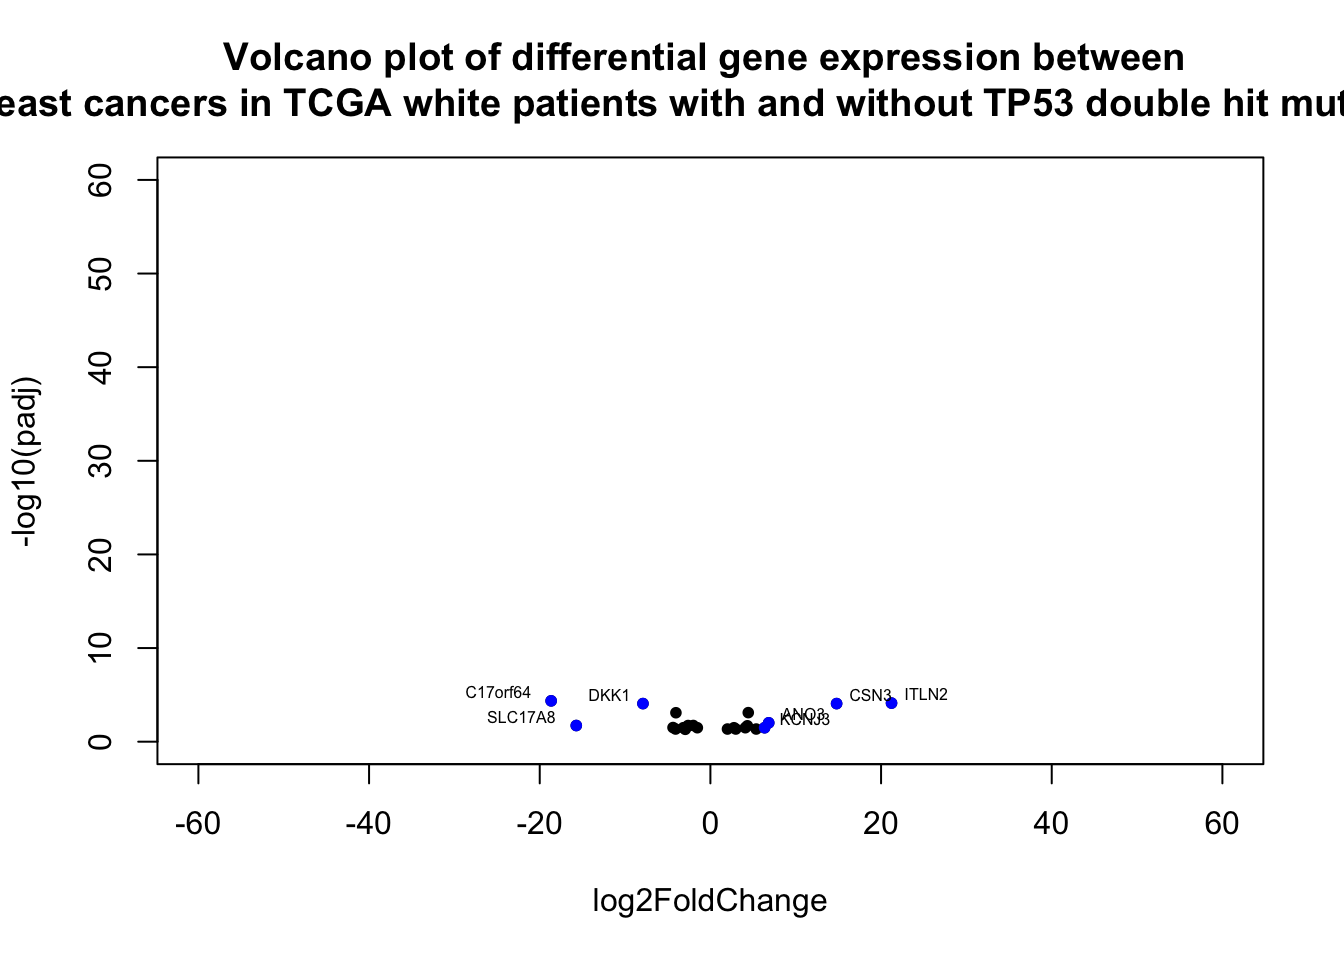 Volcano plot of differential gene expression between
east cancers in TCGA white patients with and without TP53 double hit mut
60
50
40
30
20
10
0
-log10(padj)
C17orf64
DKK1
SLC17A8
CSN3
ITLN2
ANO3
KCNJ3
-60 -40 -20 0 20 40 60
log2FoldChange